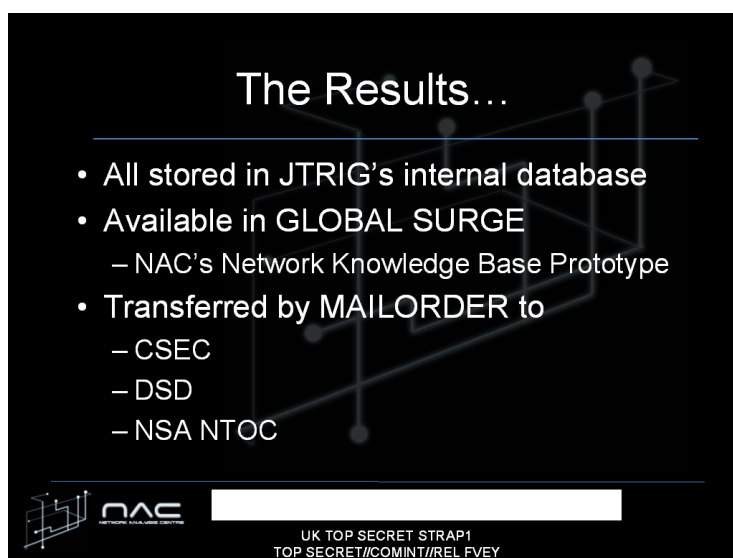 The Results…
• All stored in JTRIG's internal database
• Available in GLOBAL SURGE
– NAC's Network Knowledge Base Prototype
• Transferred by MAILORDER to
– CSEC
– DSD
– NSA NTOC
NAC
NETWORK ANALYSIS CENTRE
UK TOP SECRET STRAP1
TOP SECRET//COMINT//REL FVEY